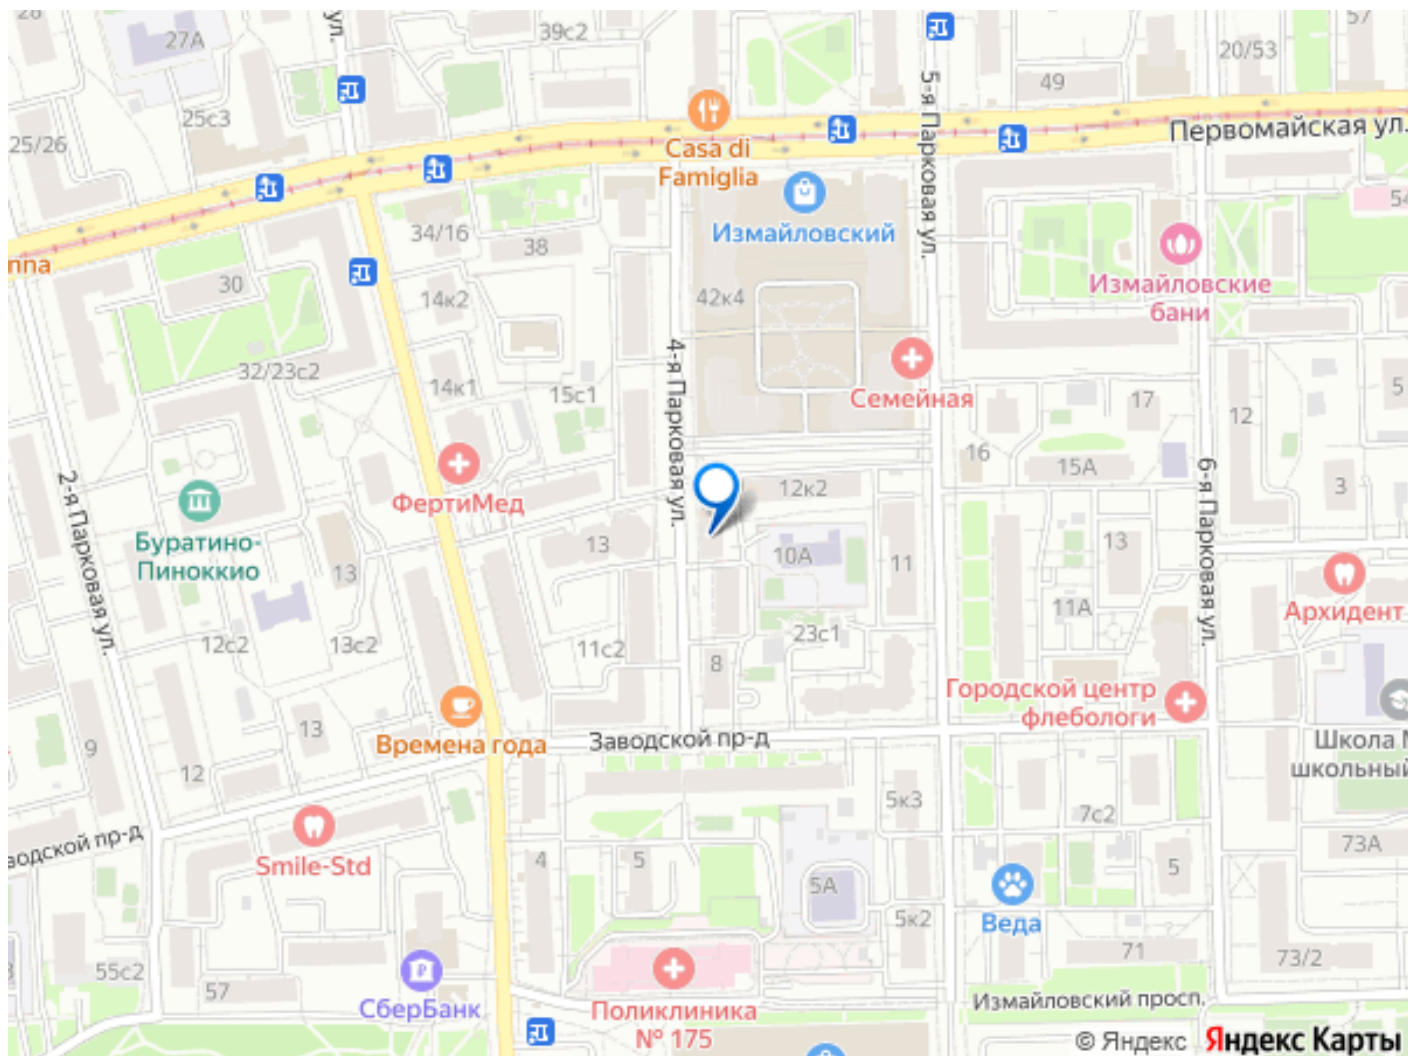 28
27А
ул.
39с2
5-я Парковая ул.
49
20/53
57
25/26
25с3
Casa di
Famiglia
Первомайская ул.
54
Измайловский
34/16
38
30
14к2
42к4
Измайловские
бани
32/23с2
14к1
15с1
4-я Парковая ул.
Семейная
17
12
5
16
15А
3
2-я Парковая ул.
ФертиМед
12к2
6-я Парковая ул.
Буратино-
Пиноккио
13
13
10А
11
13
Архидент
11А
12с2
13с2
11с2
23с1
8
Городской центр
флебологи
13
9
12
Времена года
Заводской пр-д
Школа
школьный
5к3
7с2
73А
водской пр-д
Smile-Std
4
5
5А
5
Веда
5к2
71
73/2
55с2
57
СберБанк
Поликлиника
№ 175
Измайловский просп.
© Яндекс Яндекс Карты